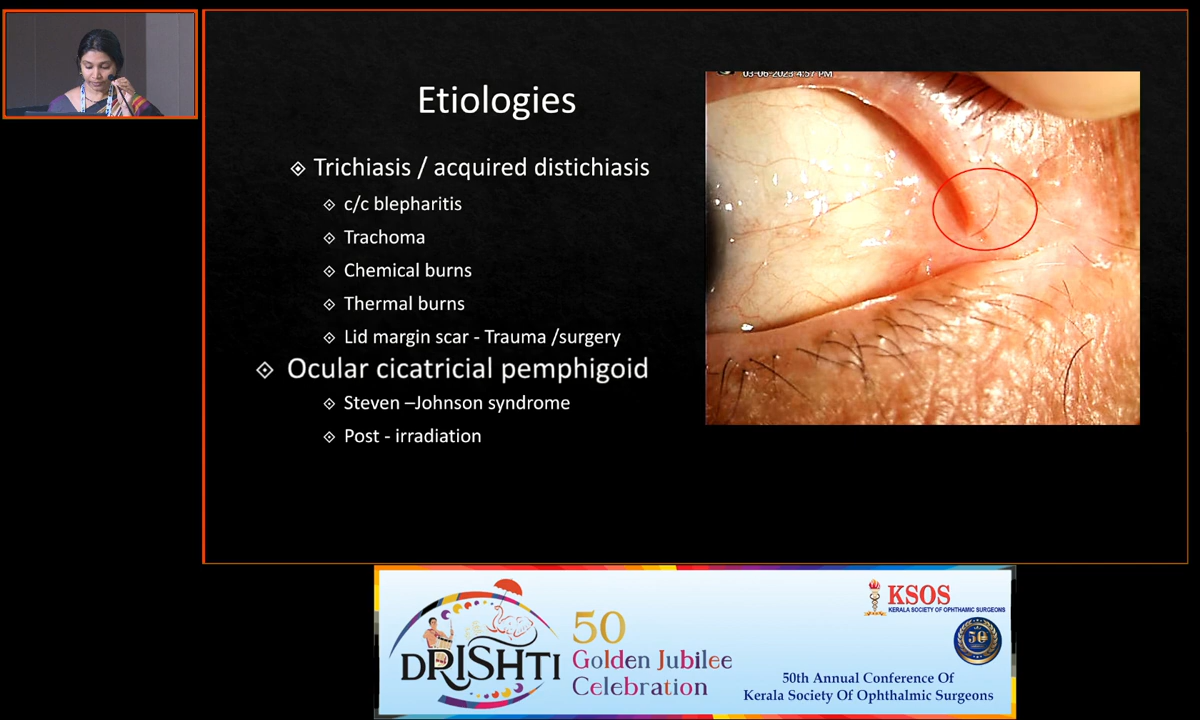 Etiologies
Trichiasis / acquired distichiasis
c/c blepharitis
Trachoma
Chemical burns
Thermal burns
Lid margin scar - Trauma /surgery
Ocular cicatricial pemphigoid
Steven –Johnson syndrome
Post - irradiation
03-06-2023 4:57 PM
DRISHTI
50
Golden Jubilee
Celebration
KSOS
KERALA SOCIETY OF OPHTHAMIC SURGEONS
50
50th Annual Conference Of
Kerala Society Of Ophthalmic Surgeons